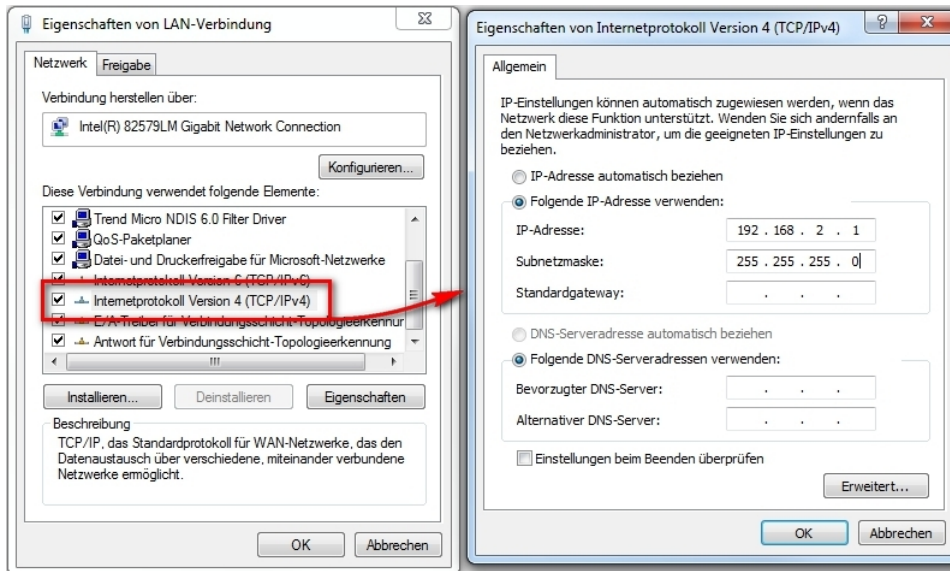 Eigenschaften von LAN-Verbindung
Netzwerk
Freigabe
Verbindung herstellen über:
Intel(R) 82579LM Gigabit Network Connection
Konfigurieren...
Diese Verbindung verwendet folgende Elemente:
Trend Micro NDIS 6.0 Filter Driver
QoS-Paketplaner
Datei- und Druckerfreigabe für Microsoft-Netzwerke
Internetprotokoll Version 6 (TCP/IPv6)
Internetprotokoll Version 4 (TCP/IPv4)
E/A-Treiber für Verbindungsschicht-Topologieerkennur
Antwort für Verbindungsschicht-Topologieerkennung
Installieren...
Deinstallieren
Eigenschaften
Beschreibung
TCP/IP, das Standardprotokoll für WAN-Netzwerke, das den
Datenaustausch über verschiedene, miteinander verbundene
Netzwerke ermöglicht.
OK
Abbrechen
Eigenschaften von Internetprotokoll Version 4 (TCP/IPv4)
Allgemein
IP-Einstellungen können automatisch zugewiesen werden, wenn das
Netzwerk diese Funktion unterstützt. Wenden Sie sich andernfalls an
den Netzwerkadministrator, um die geeigneten IP-Einstellungen zu
beziehen.
IP-Adresse automatisch beziehen
Folgende IP-Adresse verwenden:
IP-Adresse: 192 . 168 . 2 . 1
Subnetzmaske: 255 . 255 . 255 . 0
Standardgateway: . . .
DNS-Serveradresse automatisch beziehen
Folgende DNS-Serveradressen verwenden:
Bevorzugter DNS-Server: . . .
Alternativer DNS-Server: . . .
Einstellungen beim Beenden überprüfen
Erweitert...
OK
Abbrechen